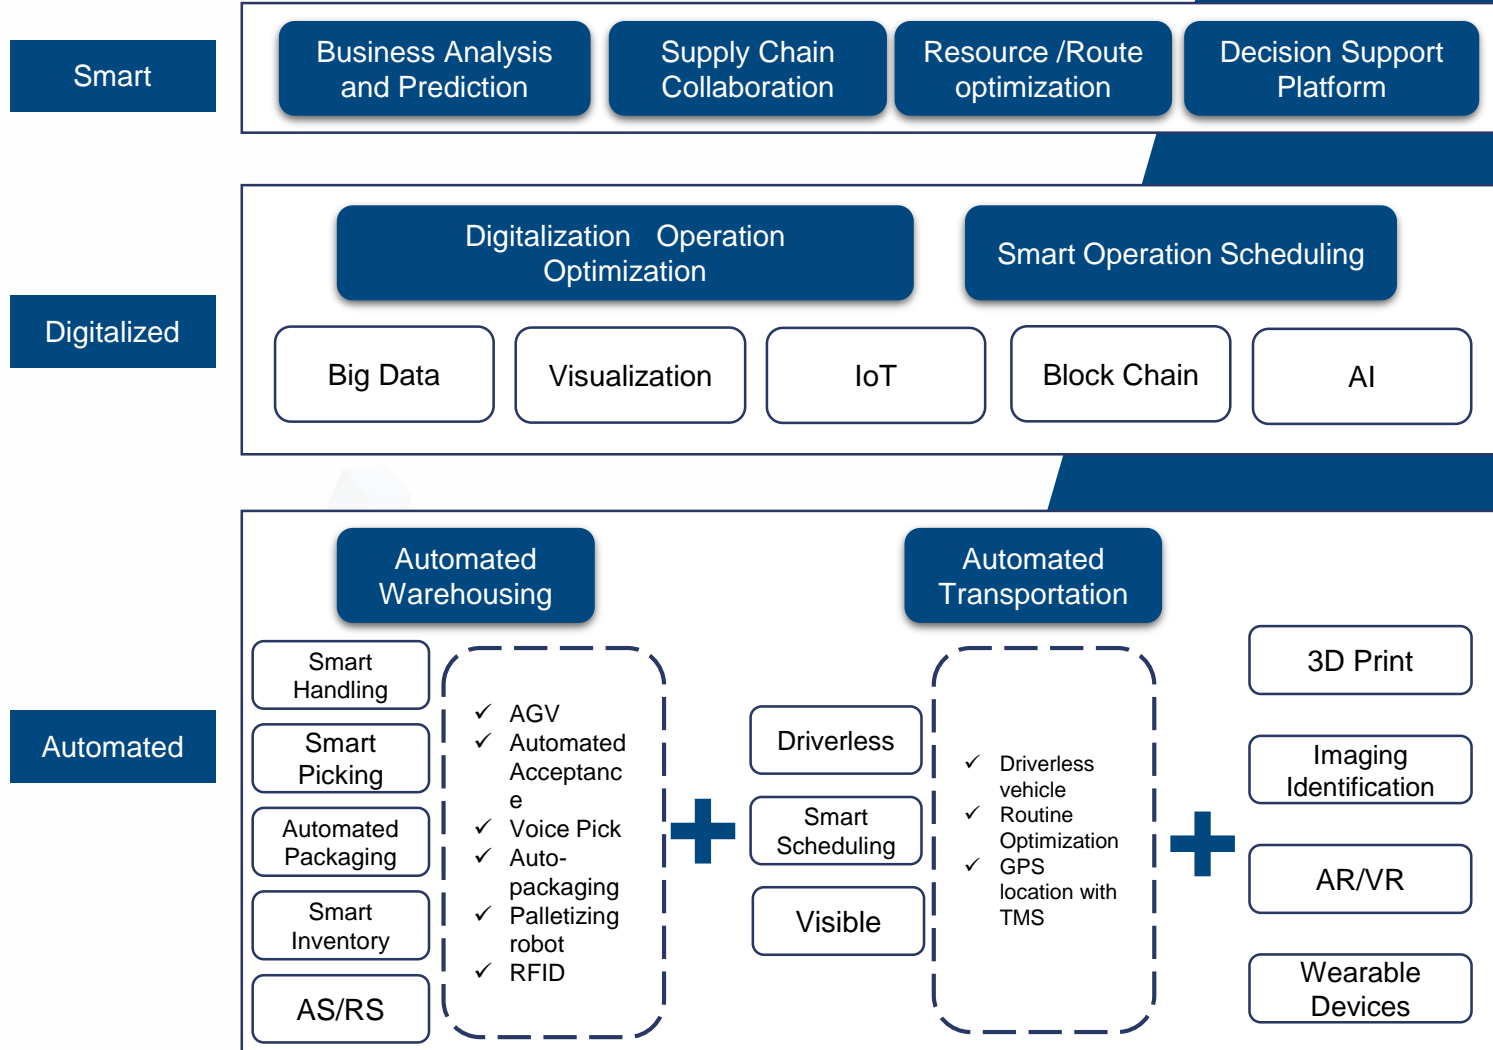 Smart
Business Analysis
and Prediction
Supply Chain
Collaboration
Resource /Route
optimization
Decision Support
Platform
Digitalized
Digitalization Operation
Optimization
Smart Operation Scheduling
Big Data
Visualization
IoT
Block Chain
AI
Automated
Automated
Warehousing
Smart
Handling
Smart
Picking
Automated
Packaging
Smart
Inventory
AS/RS
✓ AGV
✓ Automated
Acceptanc
e
✓ Voice Pick
✓ Auto-
packaging
✓ Palletizing
robot
✓ RFID
Automated
Transportation
Driverless
Smart
Scheduling
Visible
✓ Driverless
vehicle
✓ Routine
Optimization
✓ GPS
location with
TMS
3D Print
Imaging
Identification
AR/VR
Wearable
Devices